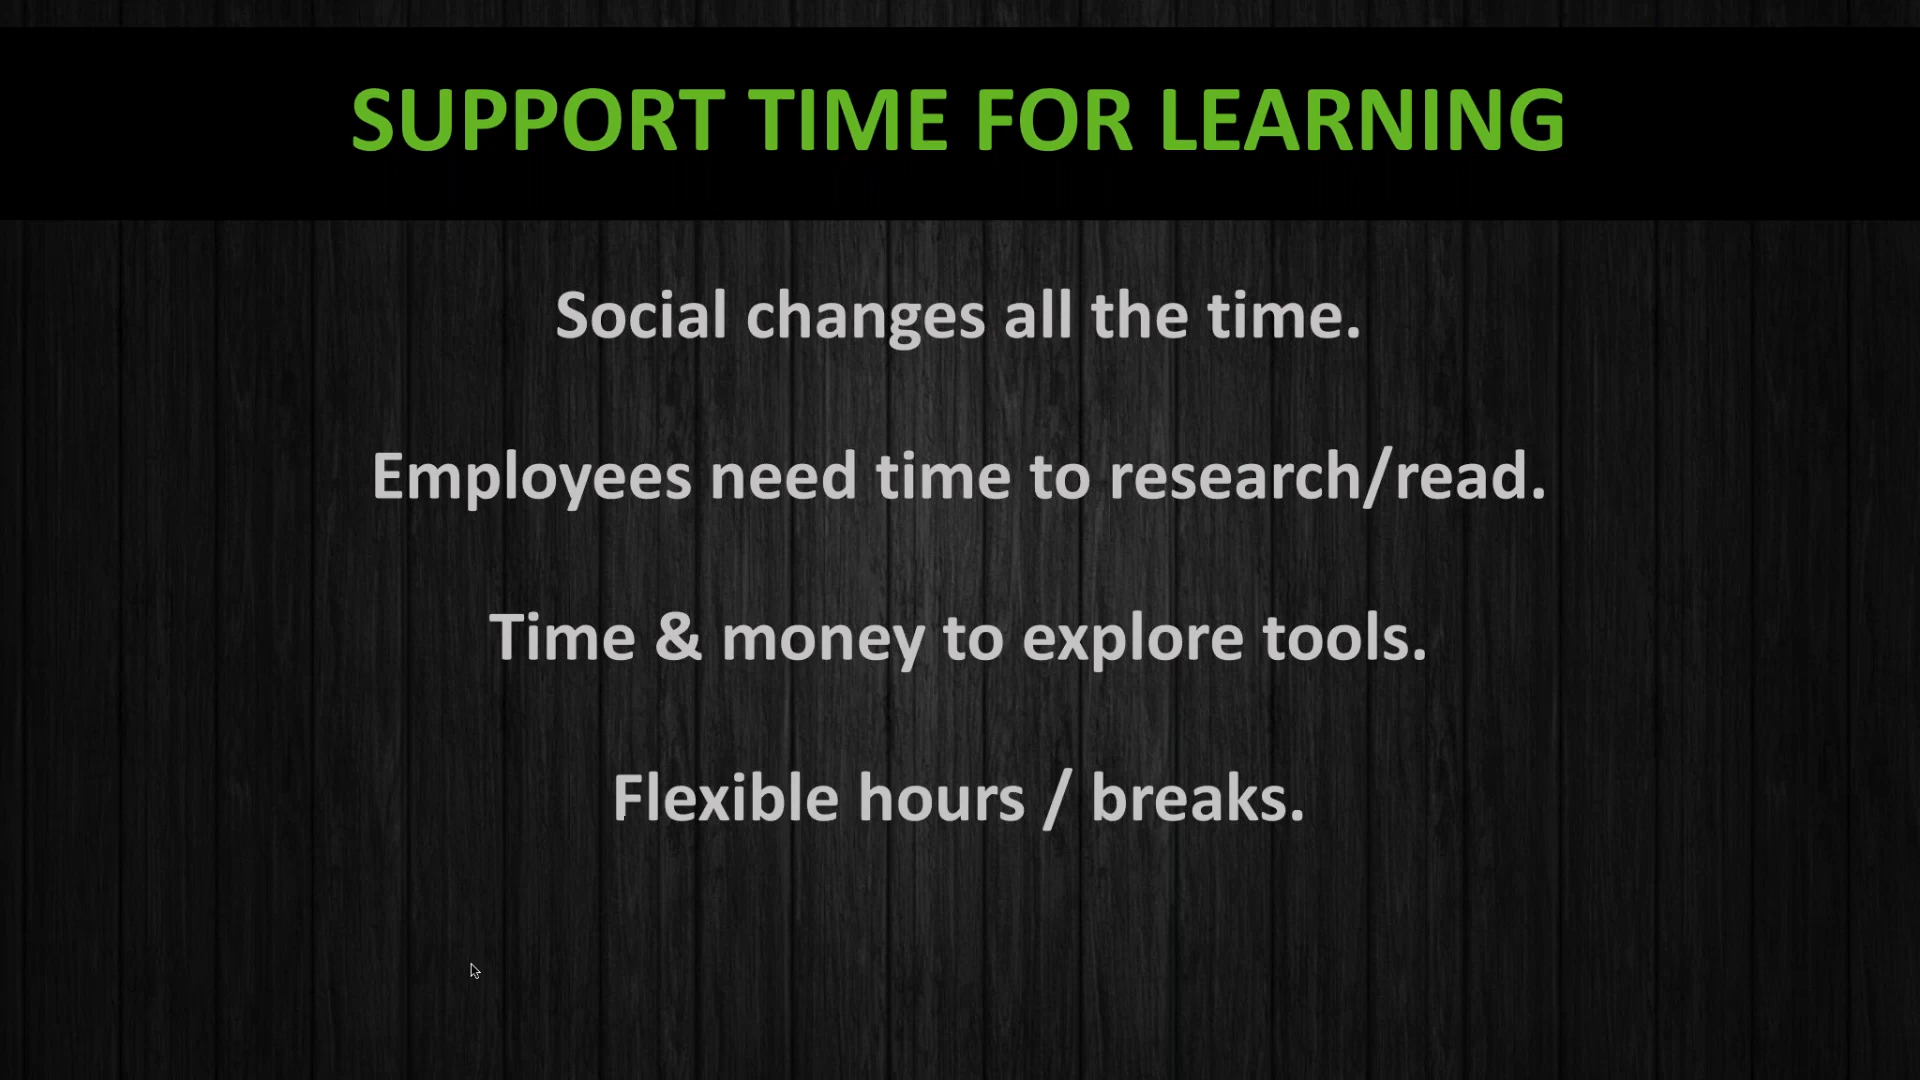 SUPPORT TIME FOR LEARNING
Social changes all the time.
Employees need time to research/read.
Time & money to explore tools.
Flexible hours / breaks.